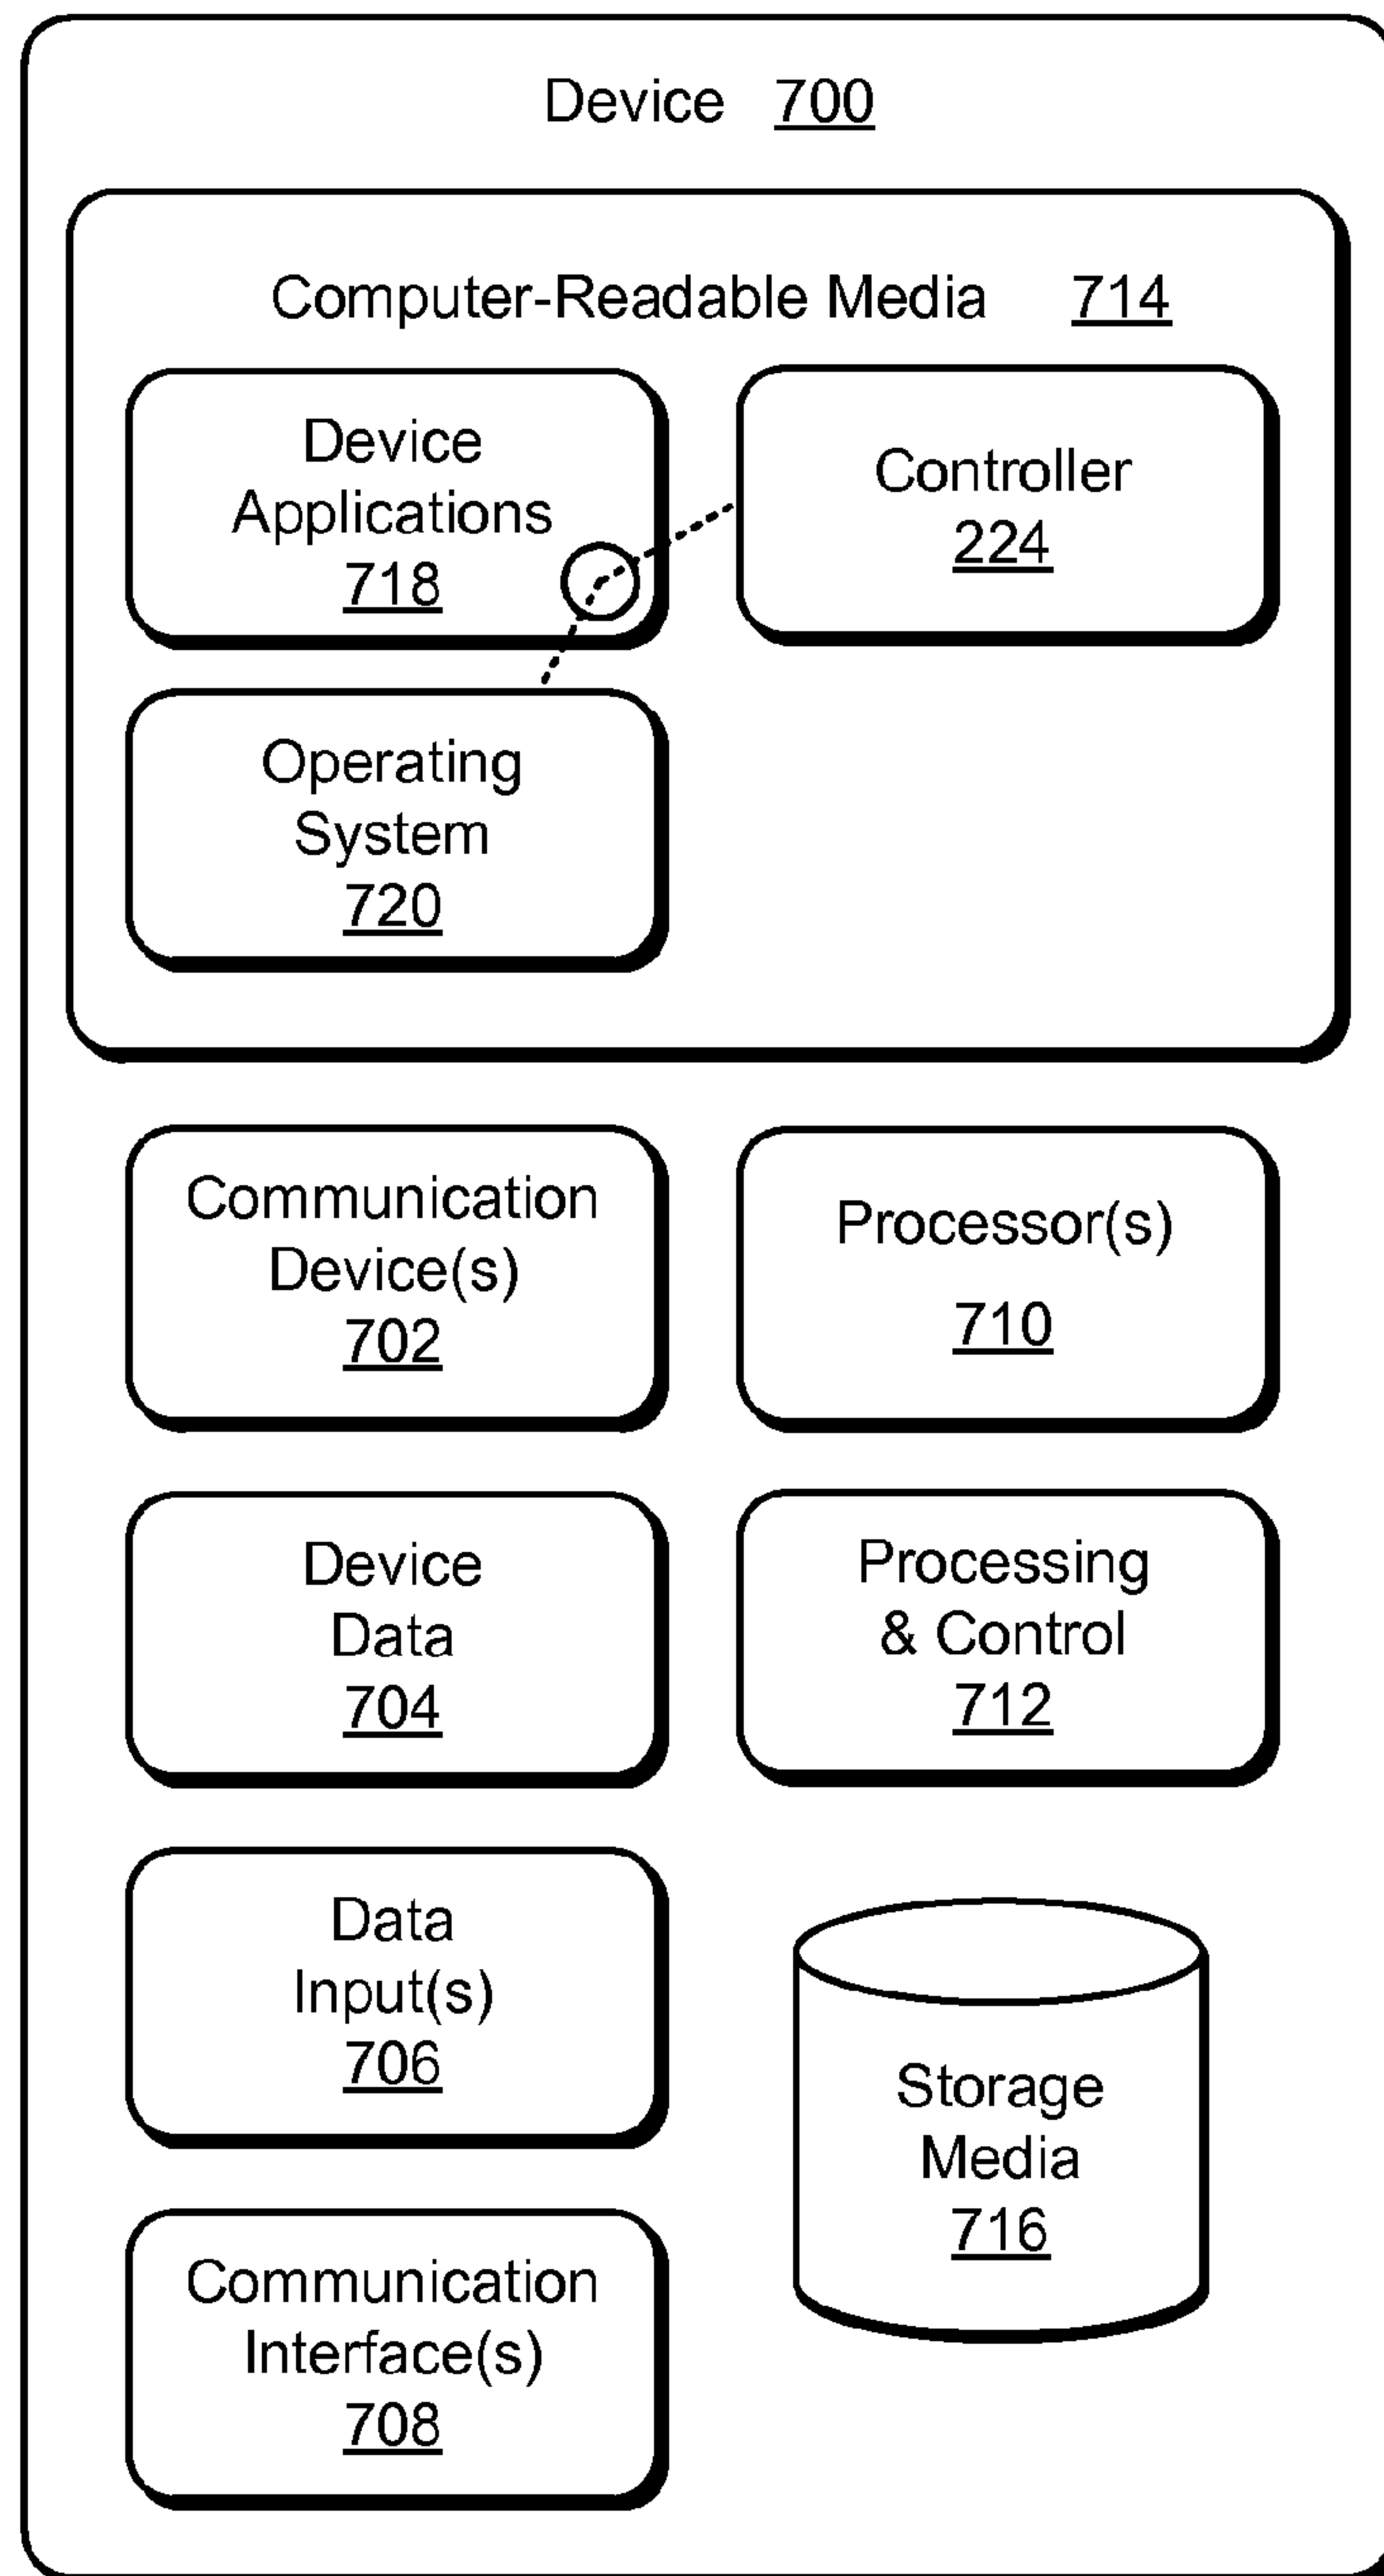 Device 700
Computer-Readable Media 714
Device
Applications
718
Controller
224
Operating
System
720
Communication
Device(s)
702
Processor(s)
710
Device
Data
704
Processing
& Control
712
Data
Input(s)
706
Storage
Media
716
Communication
Interface(s)
708